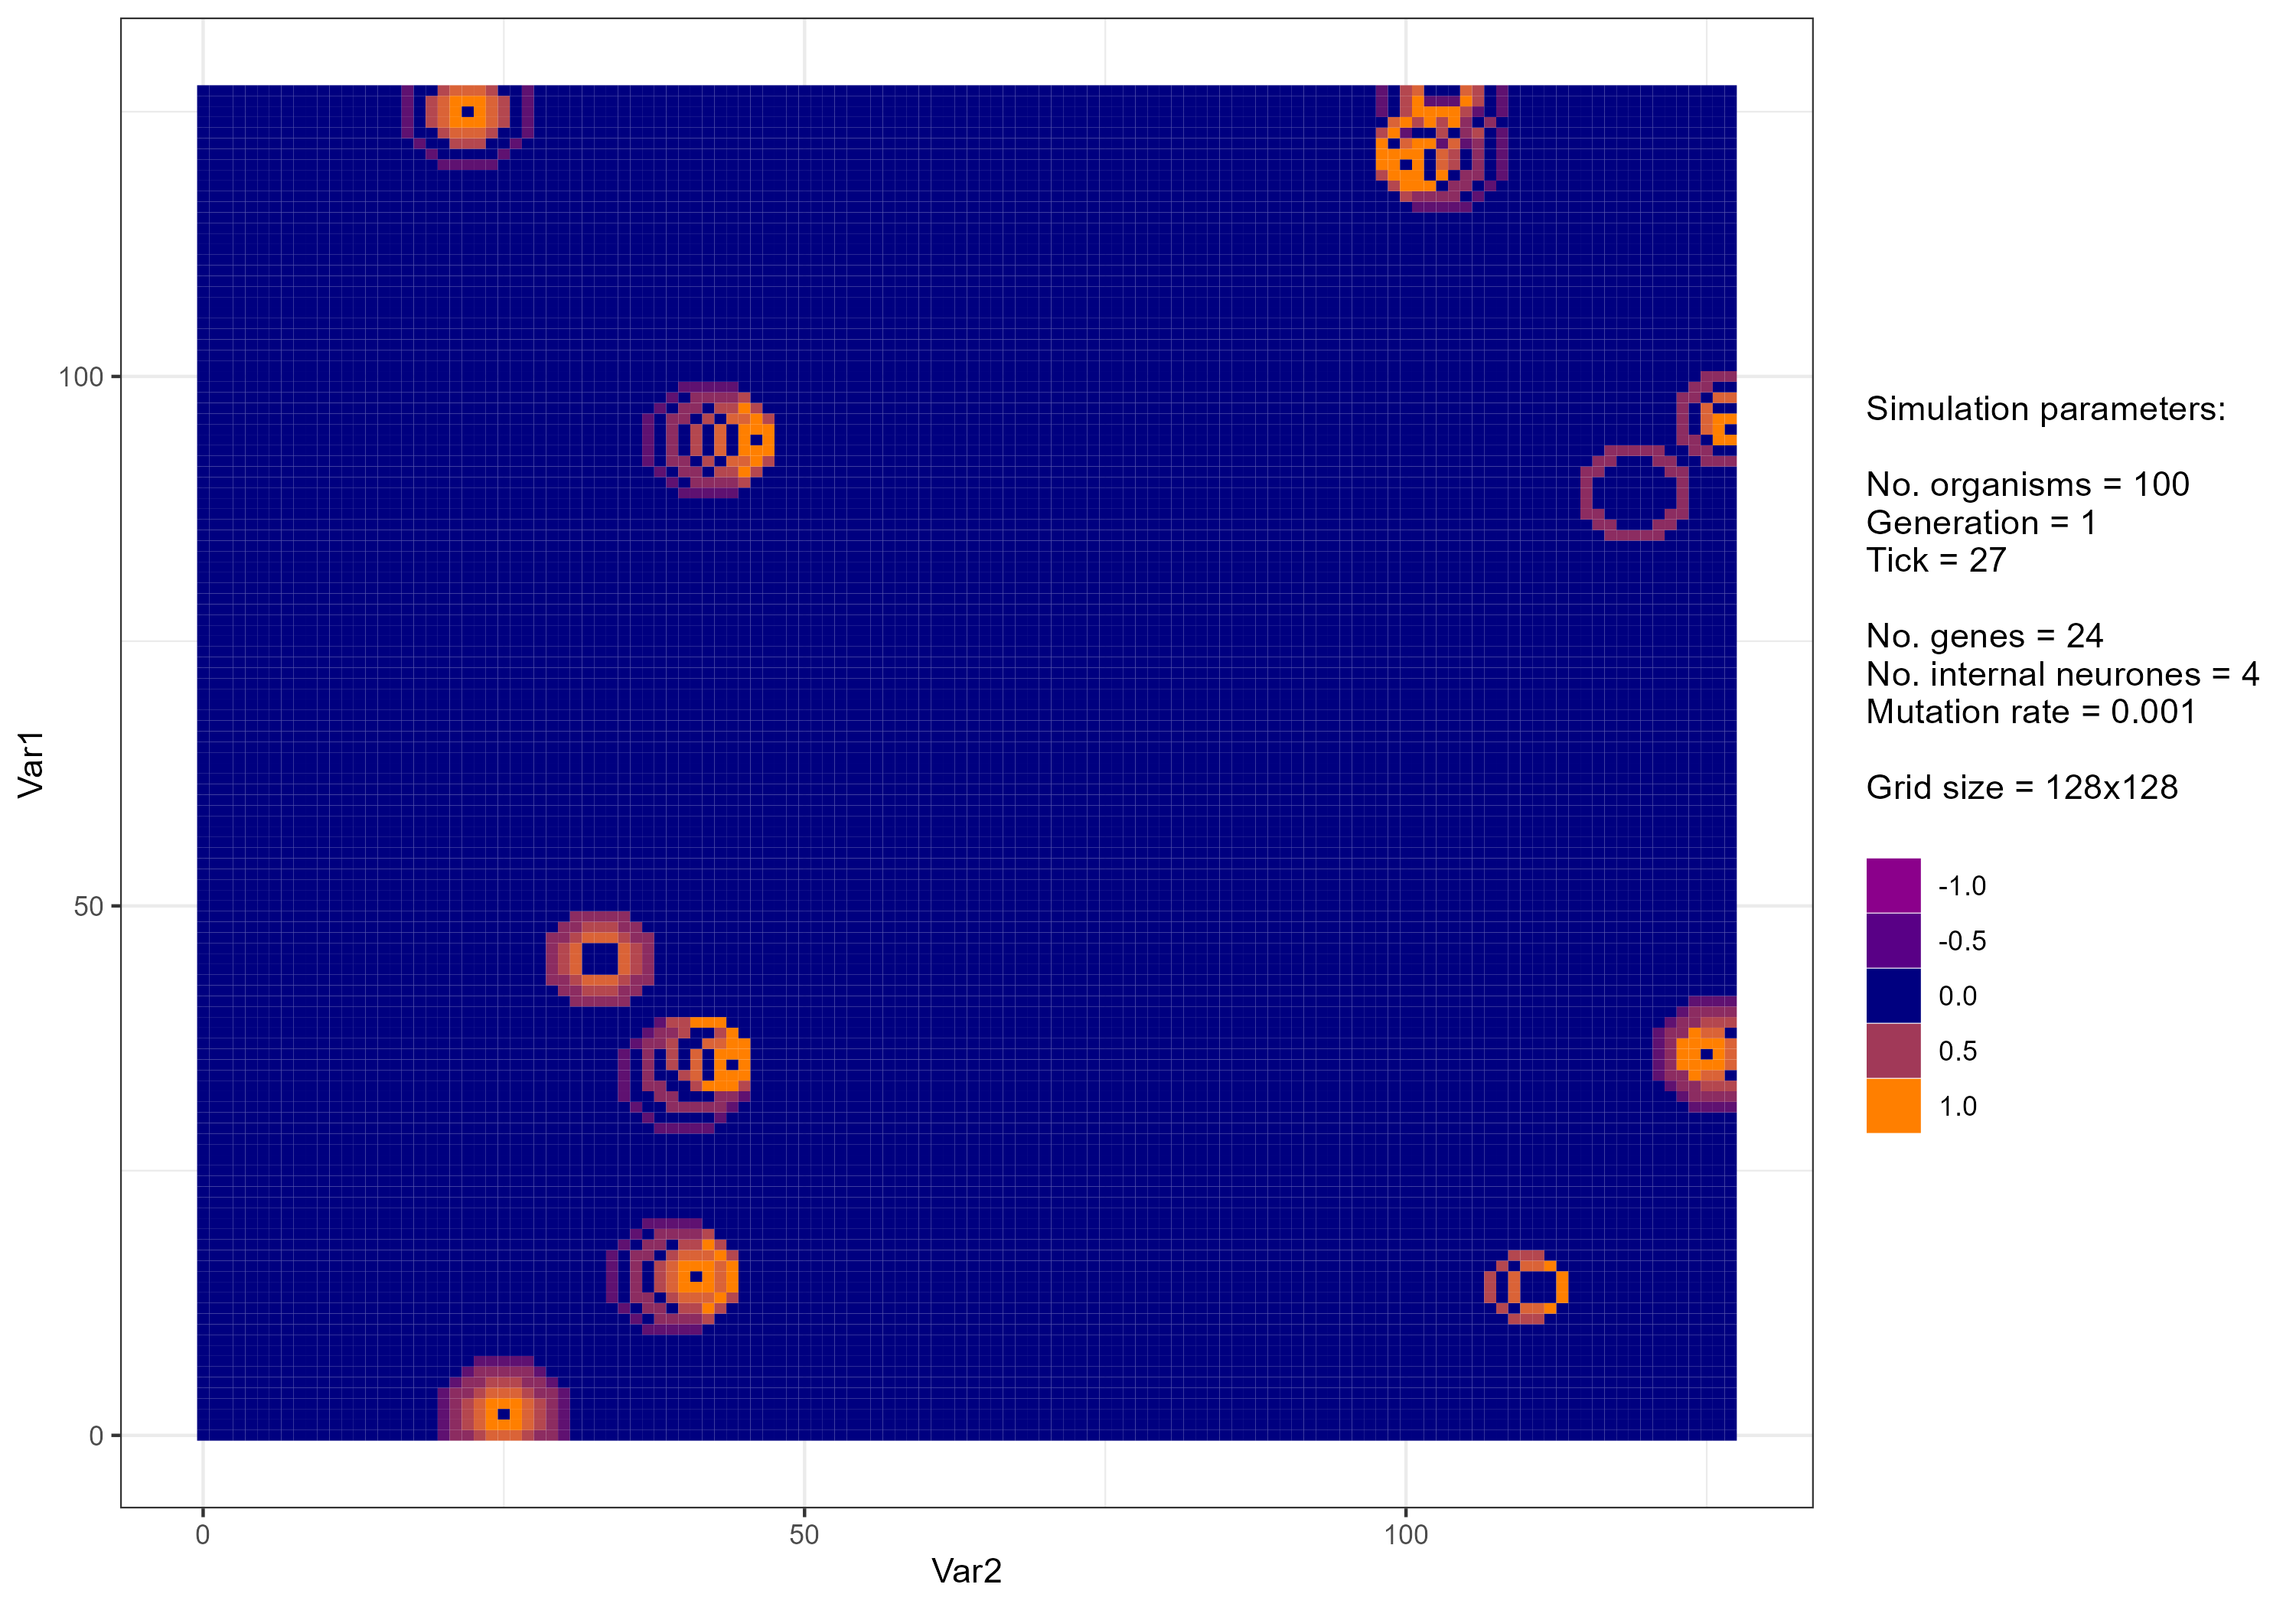 Var1
100
50
0
0
50
100
Var2
Simulation parameters:
No. organisms = 100
Generation = 1
Tick = 27
No. genes = 24
No. internal neurones = 4
Mutation rate = 0.001
Grid size = 128x128
-1.0
-0.5
0.0
0.5
1.0